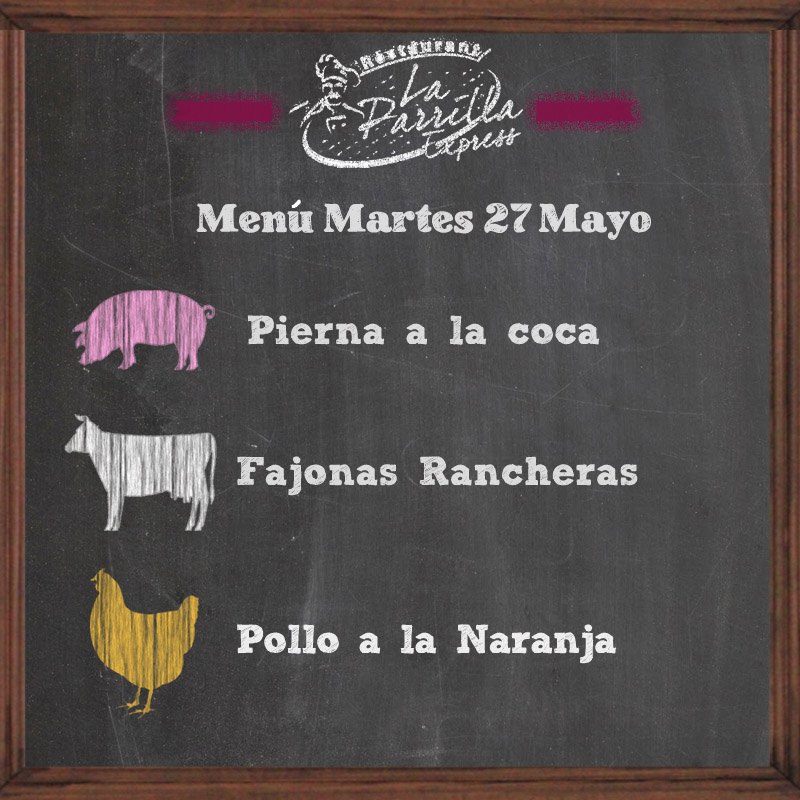 Restaurant
La
Parrilla
Express
Menú Martes 27 Mayo
Pierna a la coca
Fajonas Rancheras
Pollo a la Naranja